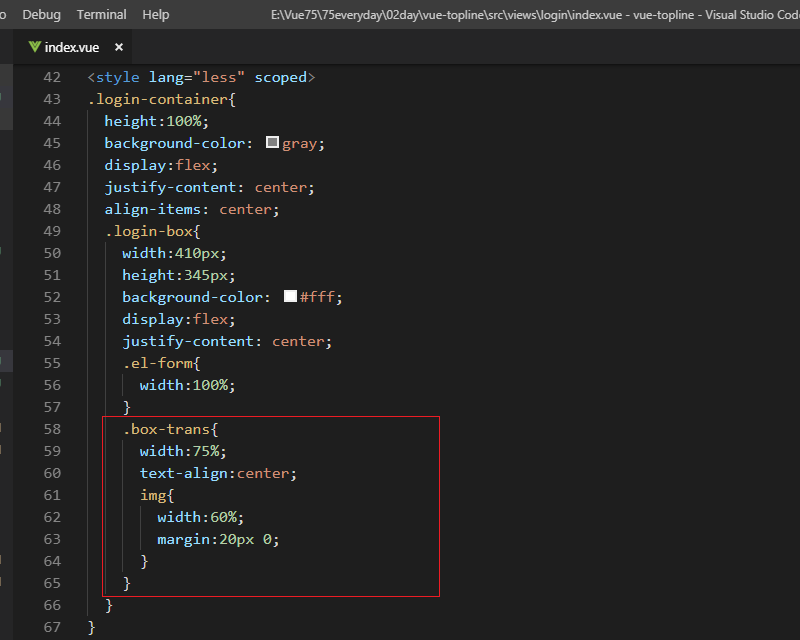 Debug Terminal Help E:\Vue75\75everyday\02day\vue-topline\src\views\login\index.vue - vue-topline - Visual Studio
index.vue ×
42 <style lang="less" scoped>
43 .login-container{
44 height:100%;
45 background-color: gray;
46 display:flex;
47 justify-content: center;
48 align-items: center;
49 .login-box{
50 width:410px;
51 height:345px;
52 background-color: #fff;
53 display:flex;
54 justify-content: center;
55 .el-form{
56 width:100%;
57 }
58 .box-trans{
59 width:75%;
60 text-align:center;
61 img{
62 width:60%;
63 margin:20px 0;
64 }
65 }
66 }
67 }